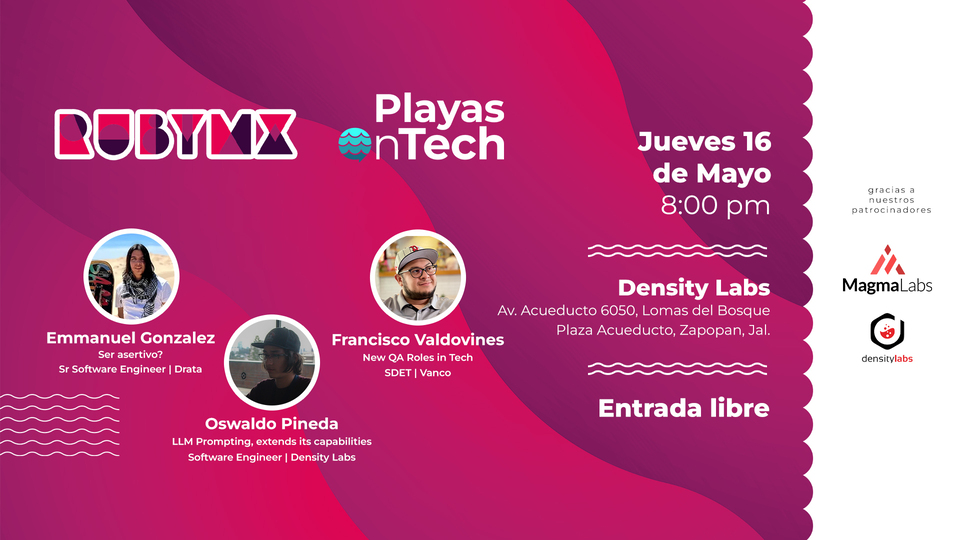 RUBYMX
Playas
OnTech
Jueves 16
de Mayo
8:00 pm
Density Labs
Av. Acueducto 6050, Lomas del Bosque
Plaza Acueducto, Zapopan, Jal.
Entrada libre
Emmanuel Gonzalez
Ser asertivo?
Sr Software Engineer | Drata
Oswaldo Pineda
LLM Prompting, extends its capabilities
Software Engineer | Density Labs
Francisco Valdovines
New QA Roles in Tech
SDET | Vanco
gracias a
nuestros
patrocinadores
MagmaLabs
densitylabs